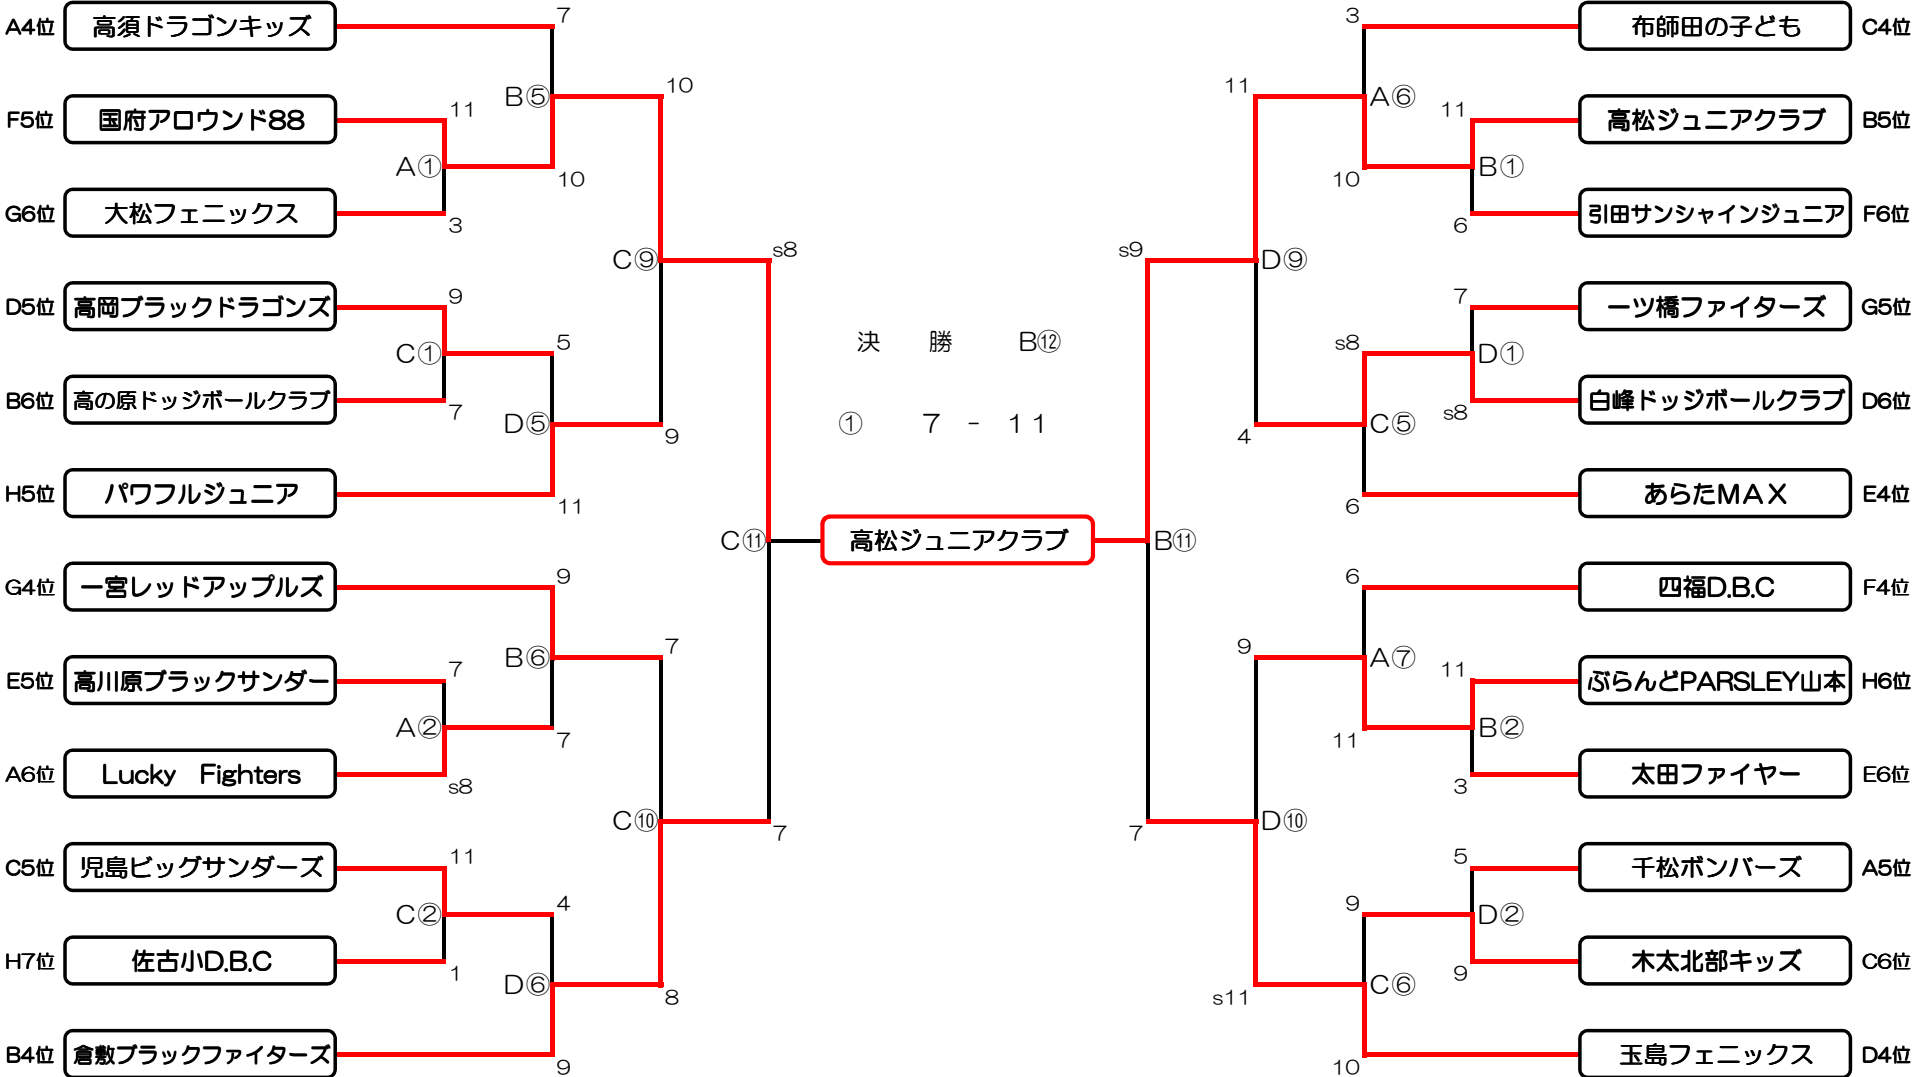 A4位 高須ドラゴンキッズ 7 3 布師田の子ども C4位
B⑤ 10 11 A⑥
F5位 国府アロウンド88 11 11 高松ジュニアクラブ B5位
A① 10 10 B①
G6位 大松フェニックス 3 6 引田サンシャインジュニア F6位
C⑨ s8 s9 D⑨
D5位 高岡ブラックドラゴンズ 9 7 一ツ橋ファイターズ G5位
C① 5 決 勝 B⑫ s8 D①
B6位 高の原ドッジボールクラブ 7 s8 白峰ドッジボールクラブ D6位
D⑤ 9 ① 7 - 11 4 C⑤
H5位 パワフルジュニア 11 6 あらたMAX E4位
C⑪ 高松ジュニアクラブ B⑪
G4位 一宮レッドアップルズ 9 6 四福D.B.C F4位
B⑥ 7 9 A⑦
E5位 高川原ブラックサンダー 7 11 ぶらんどPARSLEY山本 H6位
A② 7 11 B②
A6位 Lucky Fighters s8 3 太田ファイヤー E6位
C⑩ 7 7 D⑩
C5位 児島ビッグサンダーズ 11 5 千松ボンバーズ A5位
C② 4 9 D②
H7位 佐古小D.B.C 1 9 木太北部キッズ C6位
D⑥ 8 s11 C⑥
B4位 倉敷ブラックファイターズ 9 10 玉島フェニックス D4位